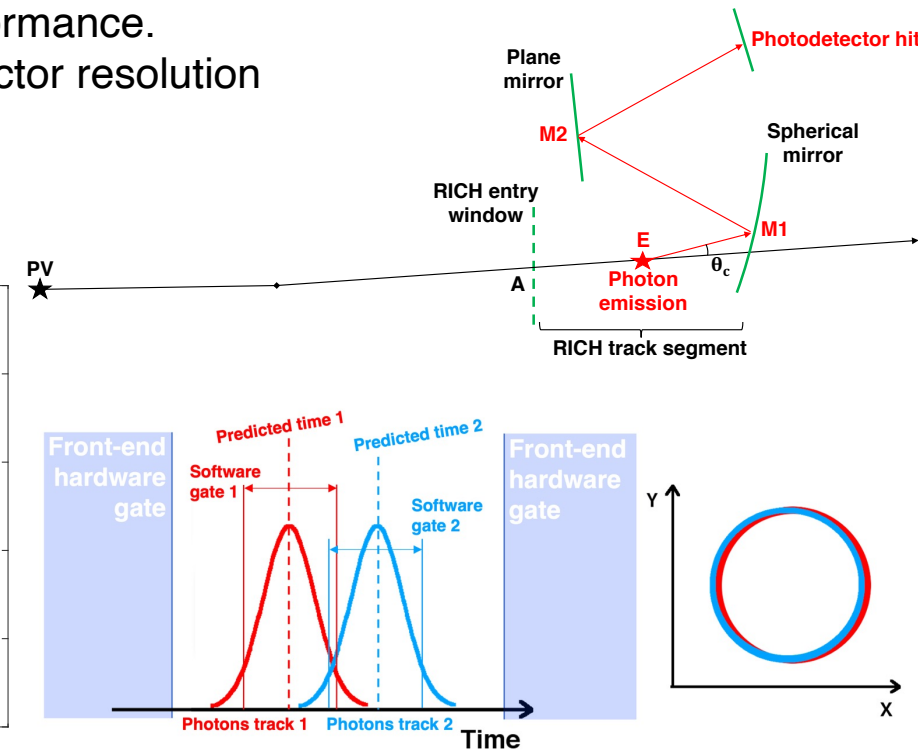 ormance.
ctor resolution
Photodetector hit
Plane
mirror
M2
Spherical
mirror
RICH entry
window
M1
E
θc
PV
A
Photon
emission
RICH track segment
Front-end
hardware
gate
Predicted time 1
Predicted time 2
Software
gate 1
Software
gate 2
Front-end
hardware
gate
Y
X
Photons track 1
Photons track 2
Time